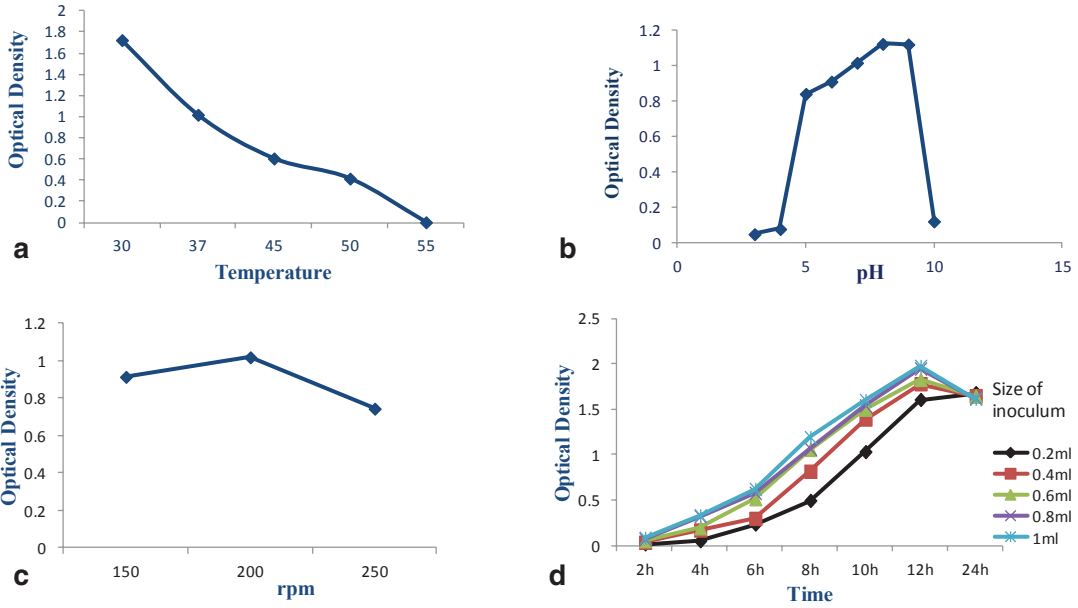 2
1.8
1.6
1.4
1.2
1
0.8
0.6
0.4
0.2
0
Optical Density
30 37 45 50 55
Temperature
a
1.2
1
0.8
0.6
0.4
0.2
0
Optical Density
0 5 10 15
pH
b
1.2
1
0.8
0.6
0.4
0.2
0
Optical Density
150 200 250
rpm
c
2.5
2
1.5
1
0.5
0
Optical Density
2h 4h 6h 8h 10h 12h 24h
Time
d
Size of
inoculum
0.2ml
0.4ml
0.6ml
0.8ml
1ml